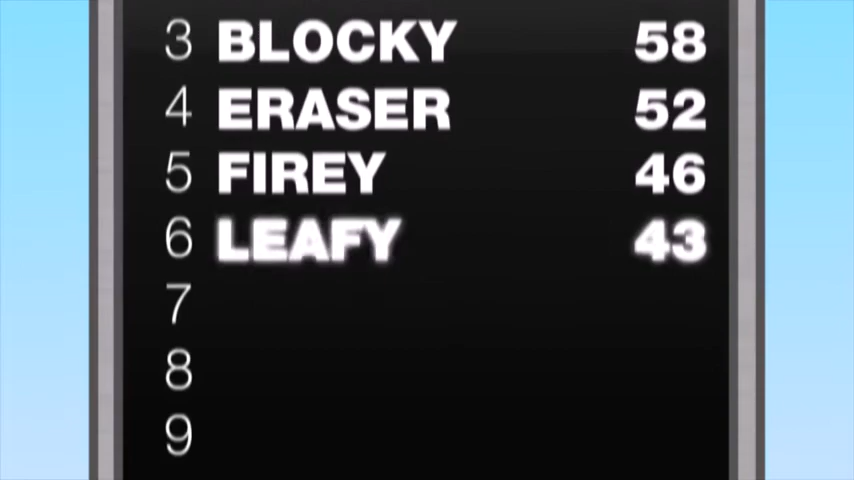 3 BLOCKY 58
4 ERASER 52
5 FIREY 46
6 LEAFY 43
7
8
9